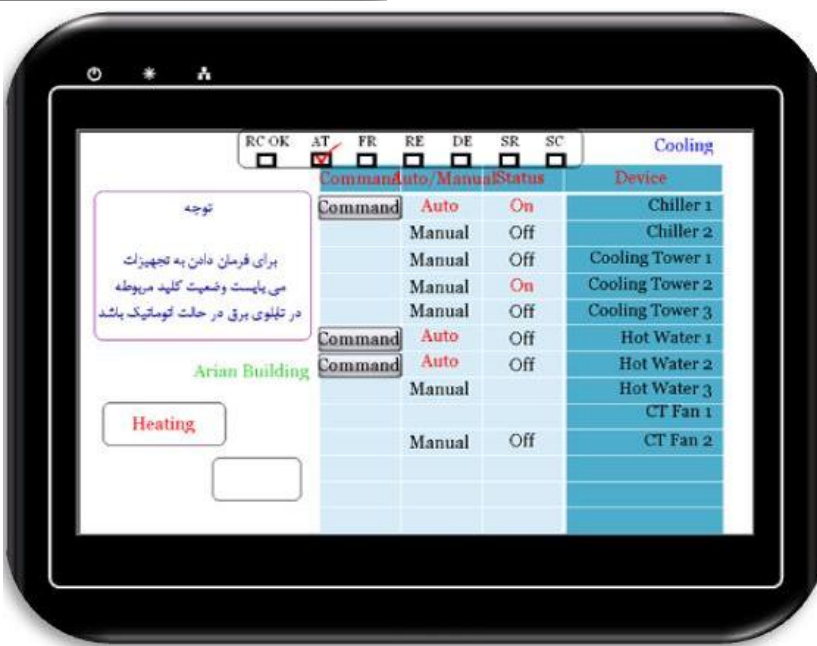 RC OK AT FR RE DE SR SC
Cooling
Command Auto/Manual Status Device
توجه
برای فرمان دادن به تجهیزات
می بایست وضعیت کلید مربوطه
در تابلوی برق در حالت اتوماتیک باشد
Command Auto On Chiller 1
Manual Off Chiller 2
Manual Off Cooling Tower 1
Manual On Cooling Tower 2
Manual Off Cooling Tower 3
Command Auto Off Hot Water 1
Command Auto Off Hot Water 2
Manual Hot Water 3
CT Fan 1
Manual Off CT Fan 2
Arian Building
Heating